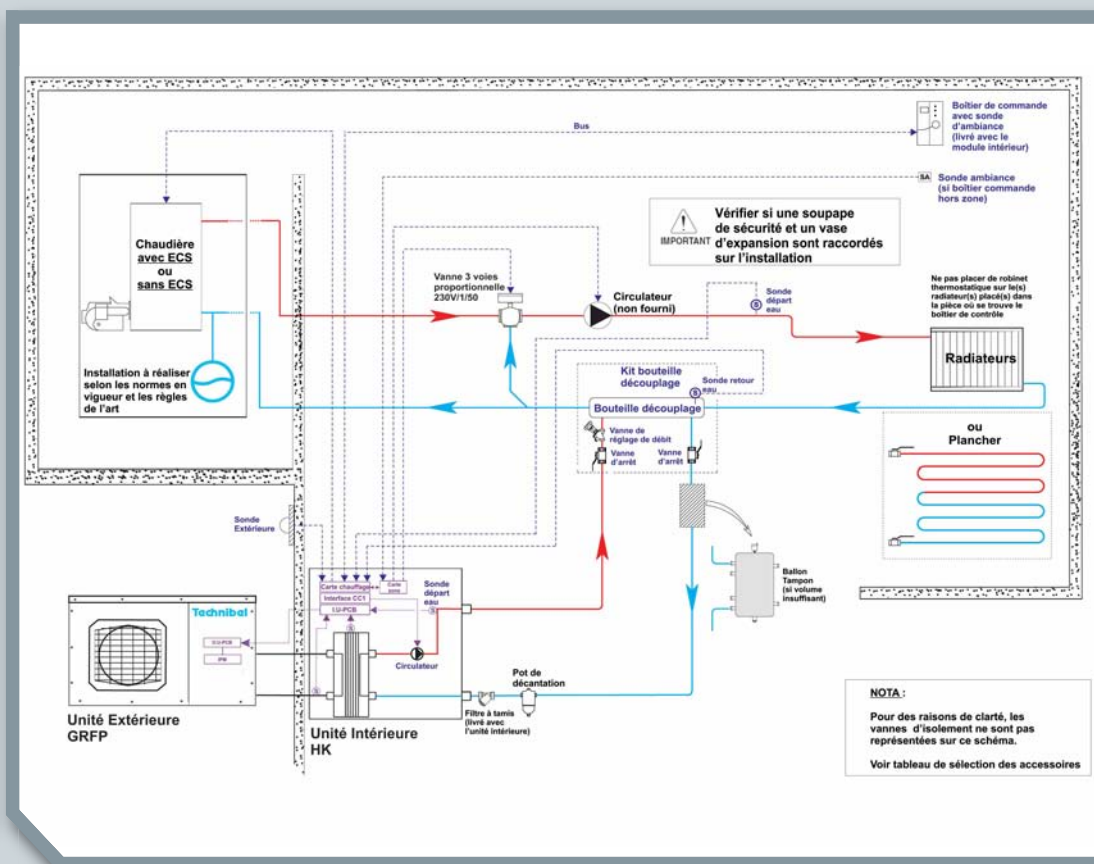 Bus
Boîtier de commande
avec sonde
d'ambiance
(livré avec le
module intérieur)
SA
Sonde ambiance
(si boîtier commande
hors zone)
IMPORTANT
Vérifier si une soupape
de sécurité et un vase
d'expansion sont raccordés
sur l'installation
Chaudière
avec ECS
ou
sans ECS
Vanne 3 voies
proportionnelle
230V/1/50
Circulateur
(non fourni)
Sonde
départ
eau
Ne pas placer de robinet
thermostatique sur le(s)
radiateur(s) placé(s) dans
la pièce où se trouve le
boîtier de contrôle
Radiateurs
Installation à réaliser
selon les normes en
vigueur et les règles
de l'art
Kit bouteille
découplage
Sonde retour
eau
Bouteille découplage
Vanne de
réglage de débit
Vanne
d'arrêt
Vanne
d'arrêt
ou
Plancher
Sonde
Extérieure
Ballon
Tampon
(si volume
insuffisant)
Carte chauffage
Carte
zone
Interface CC1
I.U-PCB
Sonde
départ
eau
S
S
S
Circulateur
Technibel
O.U-PCB
IPM
Unité Extérieure
GRFP
Unité Intérieure
HK
Filtre à tamis
(livré avec
l'unité intérieure)
Pot de
décantation
NOTA :
Pour des raisons de clarté, les
vannes d'isolement ne sont pas
représentées sur ce schéma.
Voir tableau de sélection des accessoires